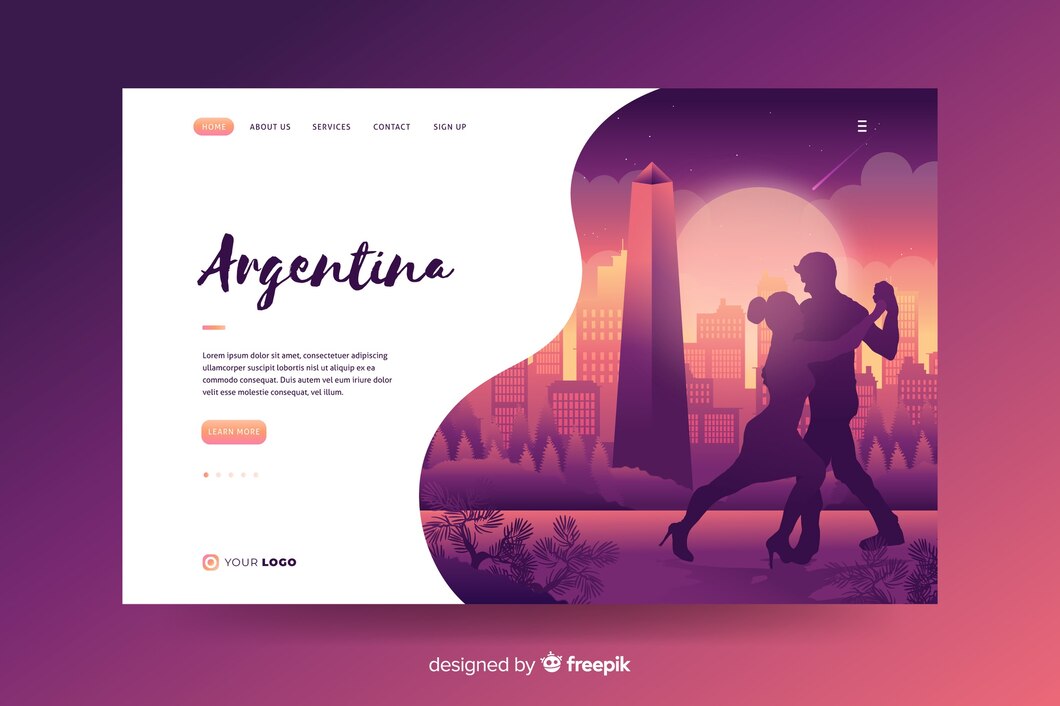 HOME ABOUT US SERVICES CONTACT SIGN UP
Argentina
Lorem ipsum dolor sit amet, consectetuer adipiscing
ullamcorper suscipit lobortis nisl ut aliquip ex ea
commodo consequat. Duis autem vel eum iriure dolor
velit esse molestie consequat, vel illum.
LEARN MORE
YOUR LOGO
designed by freepik